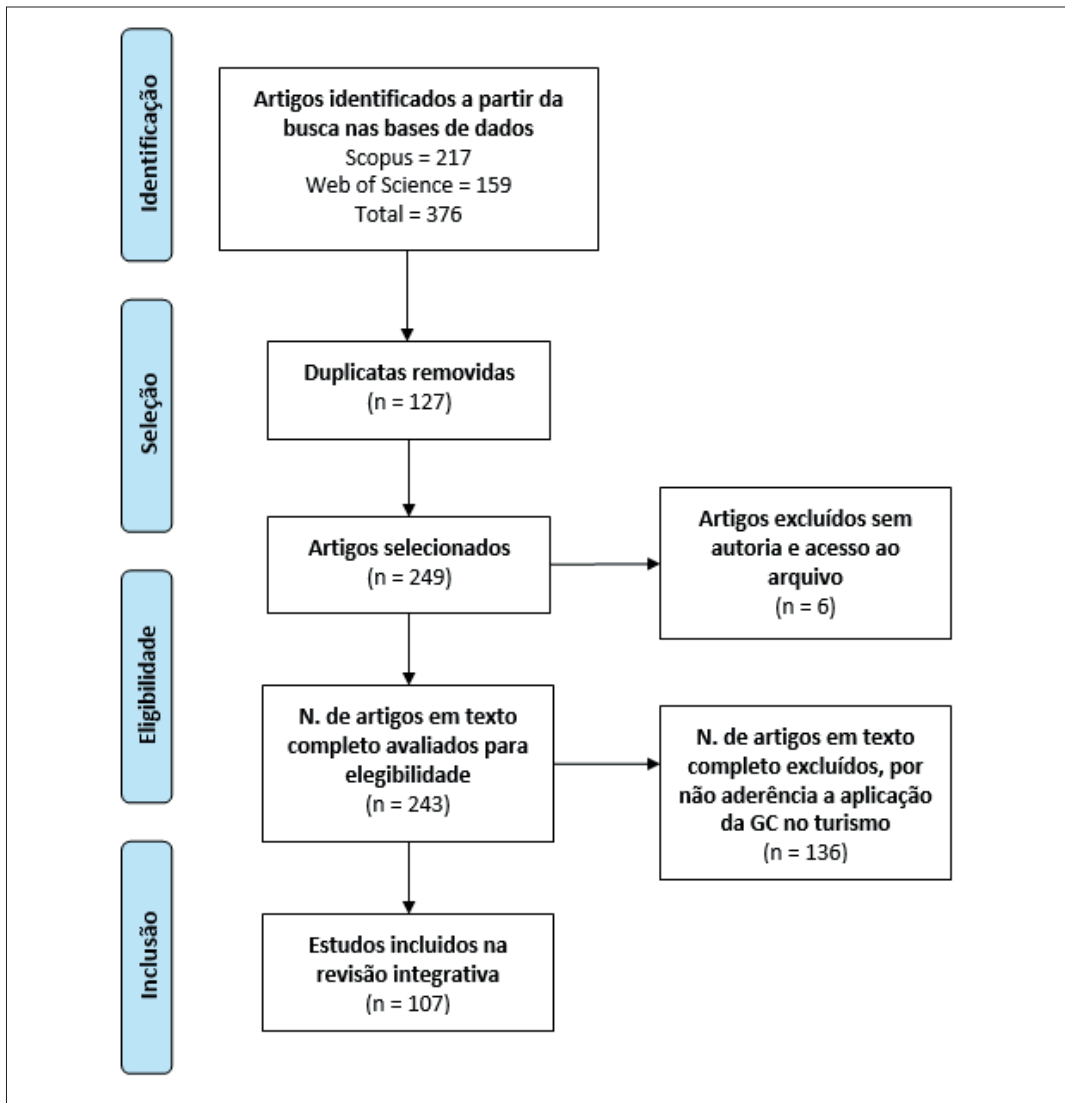 Identificação
Artigos identificados a partir da
busca nas bases de dados
Scopus = 217
Web of Science = 159
Total = 376
Seleção
Duplicatas removidas
(n = 127)
Artigos selecionados
(n = 249)
Artigos excluídos sem
autoria e acesso ao
arquivo
(n = 6)
Eligibilidade
N. de artigos em texto
completo avaliados para
elegibilidade
(n = 243)
N. de artigos em texto
completo excluídos, por
não aderência a aplicação
da GC no turismo
(n = 136)
Inclusão
Estudos incluidos na
revisão integrativa
(n = 107)